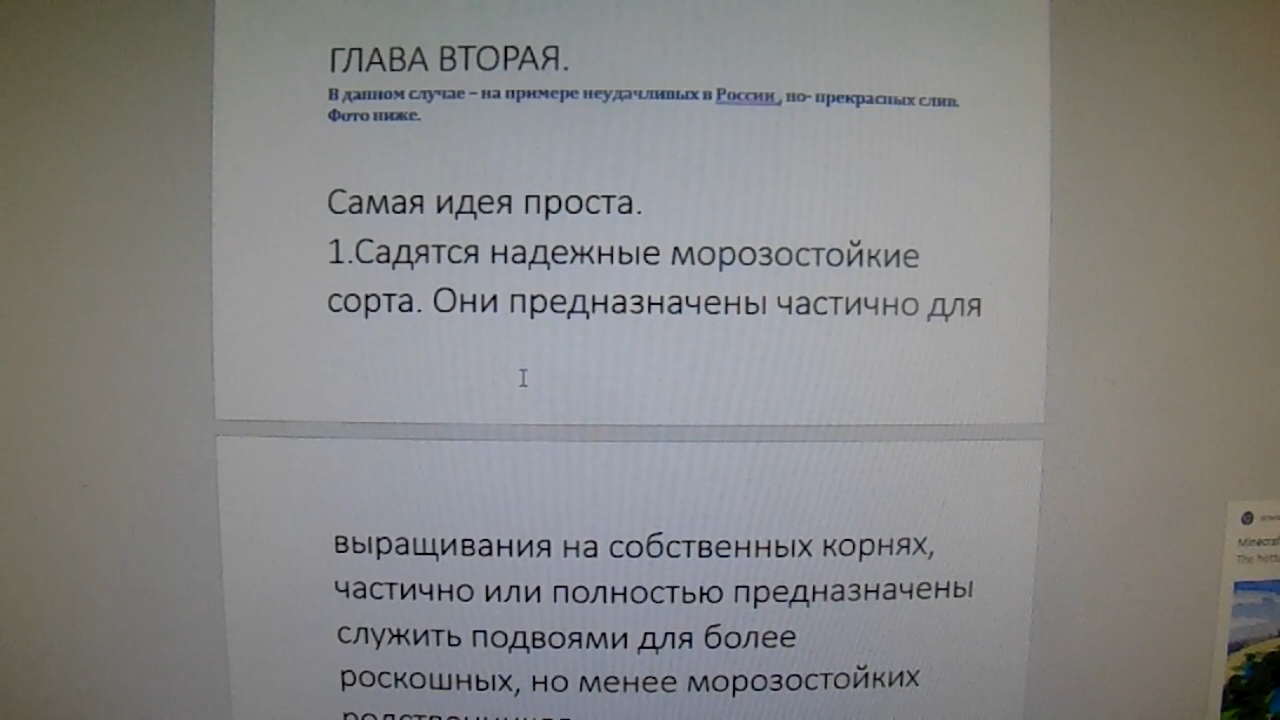 ГЛАВА ВТОРАЯ.
В данном случае – на примере неудачливых в России , но- прекрасных слив.
Фото ниже.
Самая идея проста.
1.Садятся надежные морозостойкие
сорта. Они предназначены частично для
выращивания на собственных корнях,
частично или полностью предназначены
служить подвоями для более
роскошных, но менее морозостойких
Minecraft
The